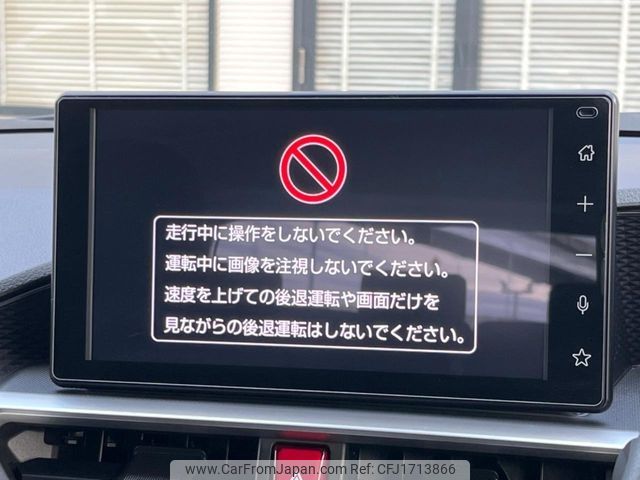 走行中に操作をしないでください。
運転中に画像を注視しないでください。
速度を上げての後退運転や画面だけを
見ながらの後退運転はしないでください。
www.CarFromJapan.com Ref:CFJ1713866